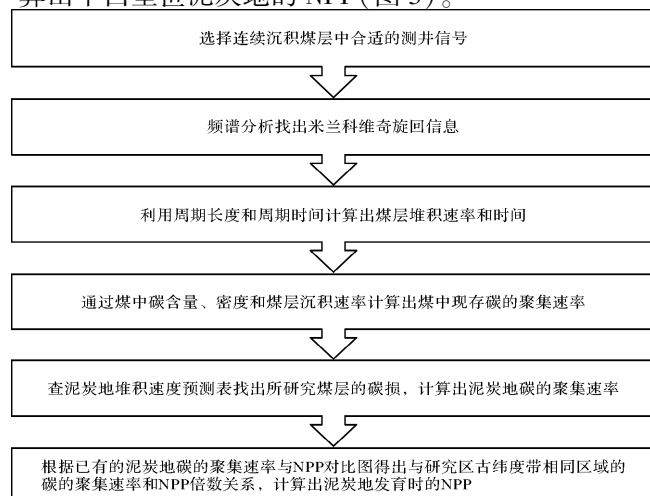 算出中白垩世泥炭地的NPP(图3)。
选择连续沉积煤层中合适的测井信号
频谱分析找出米兰科维奇旋回信息
利用周期长度和周期时间计算出煤层堆积速率和时间
通过煤中碳含量、密度和煤层沉积速率计算出煤中现存碳的聚集速率
查泥炭地堆积速度预测表找出所研究煤层的碳损，计算出泥炭地碳的聚集速率
根据已有的泥炭地碳的聚集速率与NPP对比图得出与研究区古纬度带相同区域的
碳的聚集速率和NPP倍数关系，计算出泥炭地发育时的NPP